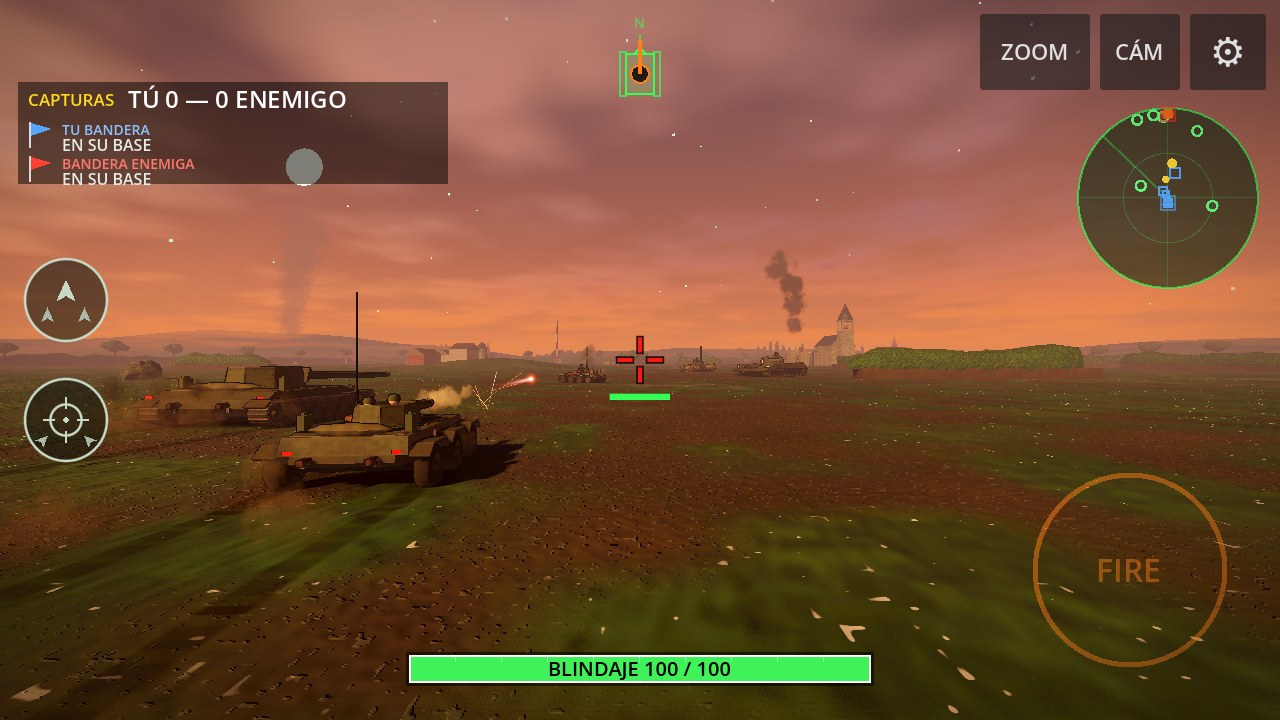 N
ZOOM
CÁM
CAPTURAS TÚ 0 — 0 ENEMIGO
TU BANDERA
EN SU BASE
BANDERA ENEMIGA
EN SU BASE
FIRE
BLINDAJE 100 / 100